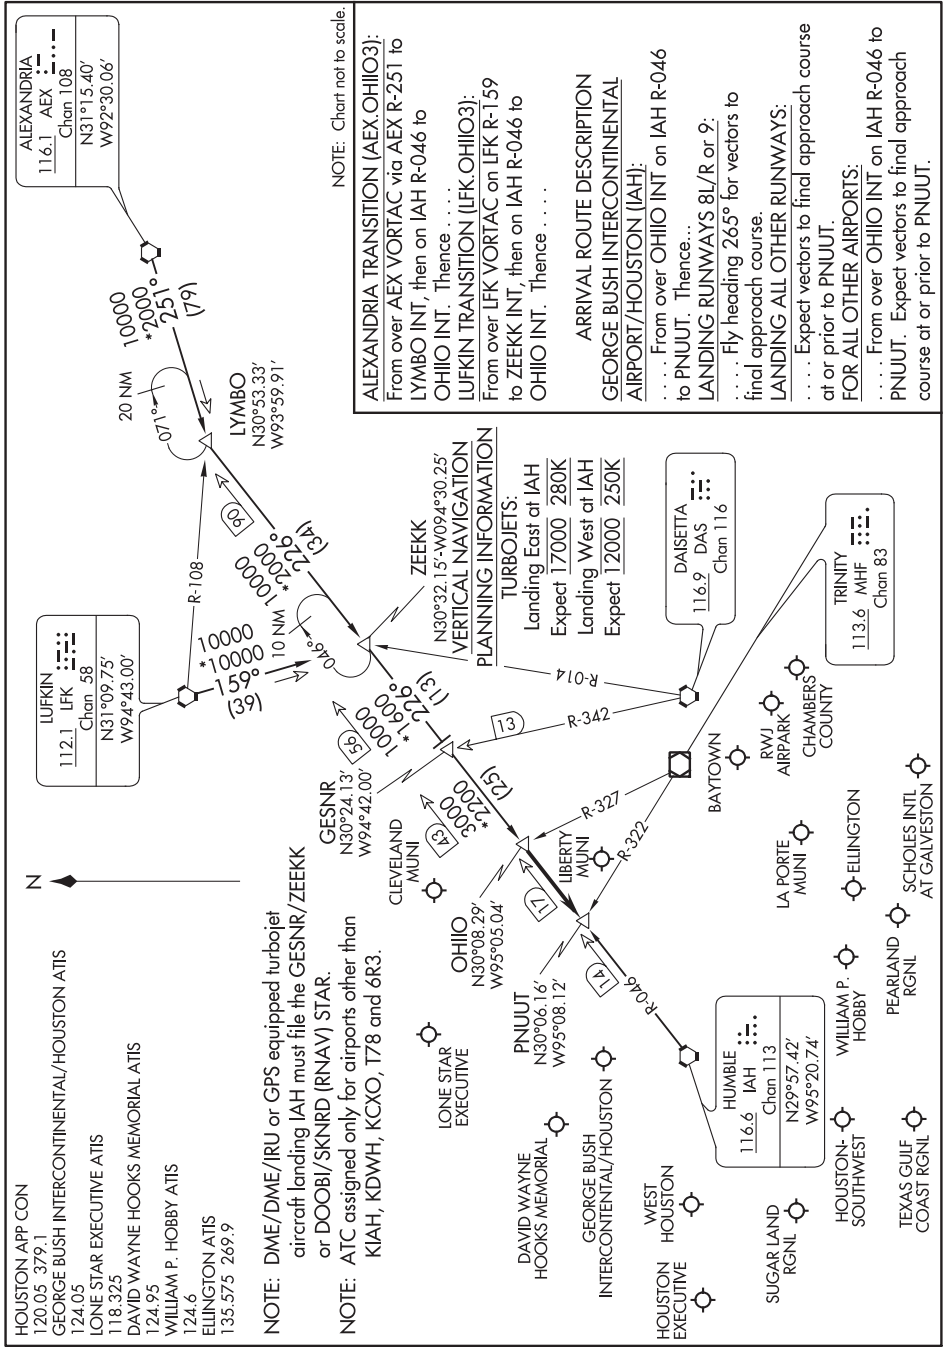 HOUSTON APP CON
120.05 379.1
GEORGE BUSH INTERCONTINENTAL/HOUSTON ATIS
124.05
LONE STAR EXECUTIVE ATIS
118.325
DAVID WAYNE HOOKS MEMORIAL ATIS
124.95
WILLIAM P. HOBBY ATIS
124.6
ELLINGTON ATIS
135.575 269.9
NOTE: DME/DME/IRU or GPS equipped turbojet
aircraft landing IAH must file the GESNR/ZEEKK
or DOOBI/SKNRD (RNAV) STAR.
NOTE: ATC assigned only for airports other than
KIAH, KDWH, KCXO, T78 and 6R3.
N
LUFKIN
112.1 LFK
Chan 58
N31°09.75'
W94°43.00'
ALEXANDRIA
116.1 AEX
Chan 108
N31°15.40'
W92°30.06'
NOTE: Chart not to scale.
10000
*2000
251°
(79)
20 NM
071°
LYMBO
N30°53.33'
W93°59.91'
R-108
90
10000
*2000
226°
(34)
10000
*10000
159°
(39)
10 NM
046°
ZEEKK
N30°32.15'-W094°30.25'
VERTICAL NAVIGATION
PLANNING INFORMATION
TURBOJETS:
Landing East at IAH
Expect 17000 280K
Landing West at IAH
Expect 12000 250K
56
10000
*1600
226°
(13)
R-014
GESNR
N30°24.13'
W94°42.00'
13
R-342
DAISETTA
116.9 DAS
Chan 116
TRINITY
113.6 MHF
Chan 83
CLEVELAND
MUNI
43
3000
*2200
(25)
OHIIO
N30°08.29'
W95°05.04'
17
LIBERTY
MUNI
R-327
R-322
BAYTOWN
RWJ
AIRPARK
CHAMBERS
COUNTY
PNUUT
N30°06.16'
W95°08.12'
14
R-046
LA PORTE
MUNI
ELLINGTON
SCHOLES INTL
AT GALVESTON
LONE STAR
EXECUTIVE
HUMBLE
116.6 IAH
Chan 113
N29°57.42'
W95°20.74'
WILLIAM P.
HOBBY
PEARLAND
RGNL
DAVID WAYNE
HOOKS MEMORIAL
GEORGE BUSH
INTERCONTENTAL/HOUSTON
WEST
HOUSTON
HOUSTON
EXECUTIVE
SUGAR LAND
RGNL
HOUSTON-
SOUTHWEST
TEXAS GULF
COAST RGNL
ALEXANDRIA TRANSITION (AEX.OHIIO3):
From over AEX VORTAC via AEX R-251 to
LYMBO INT, then on IAH R-046 to
OHIIO INT. Thence . . . .
LUFKIN TRANSITION (LFK.OHIIO3):
From over LFK VORTAC on LFK R-159
to ZEEKK INT, then on IAH R-046 to
OHIIO INT. Thence . . . .
ARRIVAL ROUTE DESCRIPTION
GEORGE BUSH INTERCONTINENTAL
AIRPORT/HOUSTON (IAH):
. . . . From over OHIIO INT on IAH R-046
to PNUUT. Thence...
LANDING RUNWAYS 8L/R or 9:
. . . . Fly heading 265° for vectors to
final approach course.
LANDING ALL OTHER RUNWAYS:
. . . . Expect vectors to final approach course
at or prior to PNUUT.
FOR ALL OTHER AIRPORTS:
. . . . From over OHIIO INT on IAH R-046 to
PNUUT. Expect vectors to final approach
course at or prior to PNUUT.